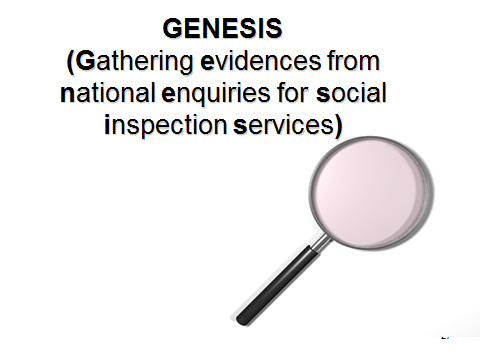 GENESIS
(Gathering evidences from
national enquiries for social
inspection services)